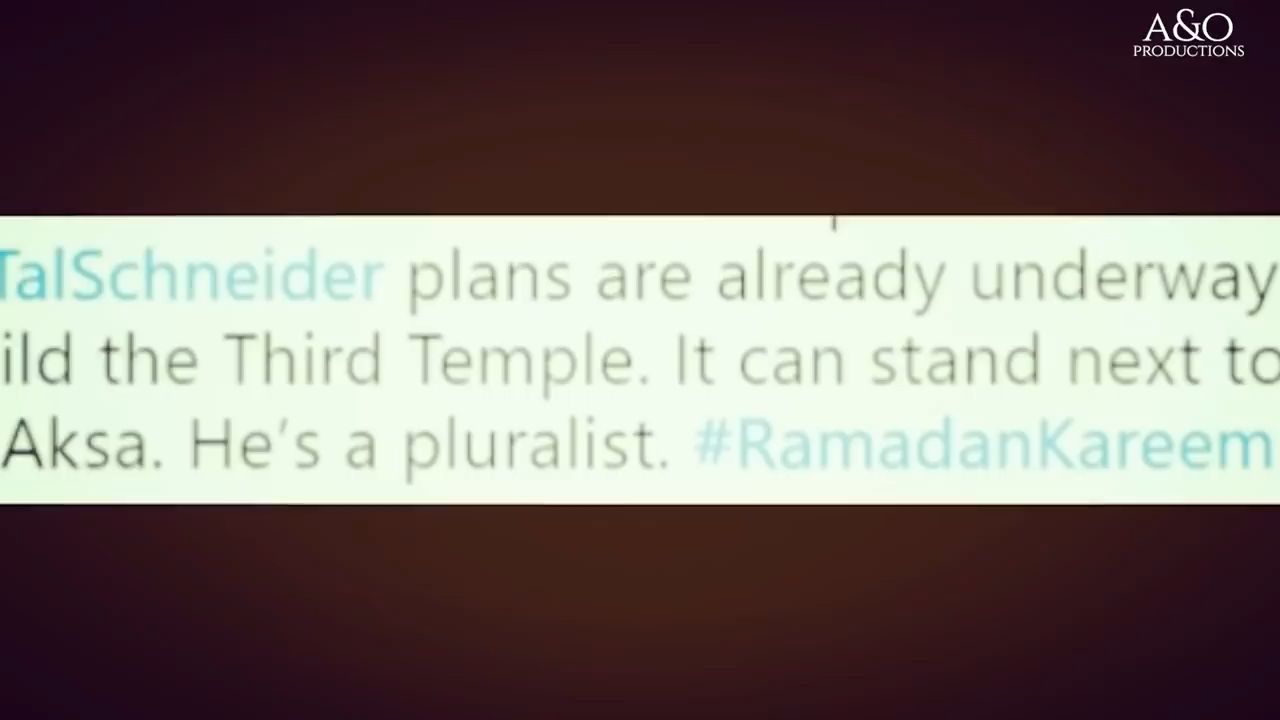 A&O
PRODUCTIONS
TalSchneider plans are already underway
ild the Third Temple. It can stand next to
Aksa. He's a pluralist. #RamadanKareem